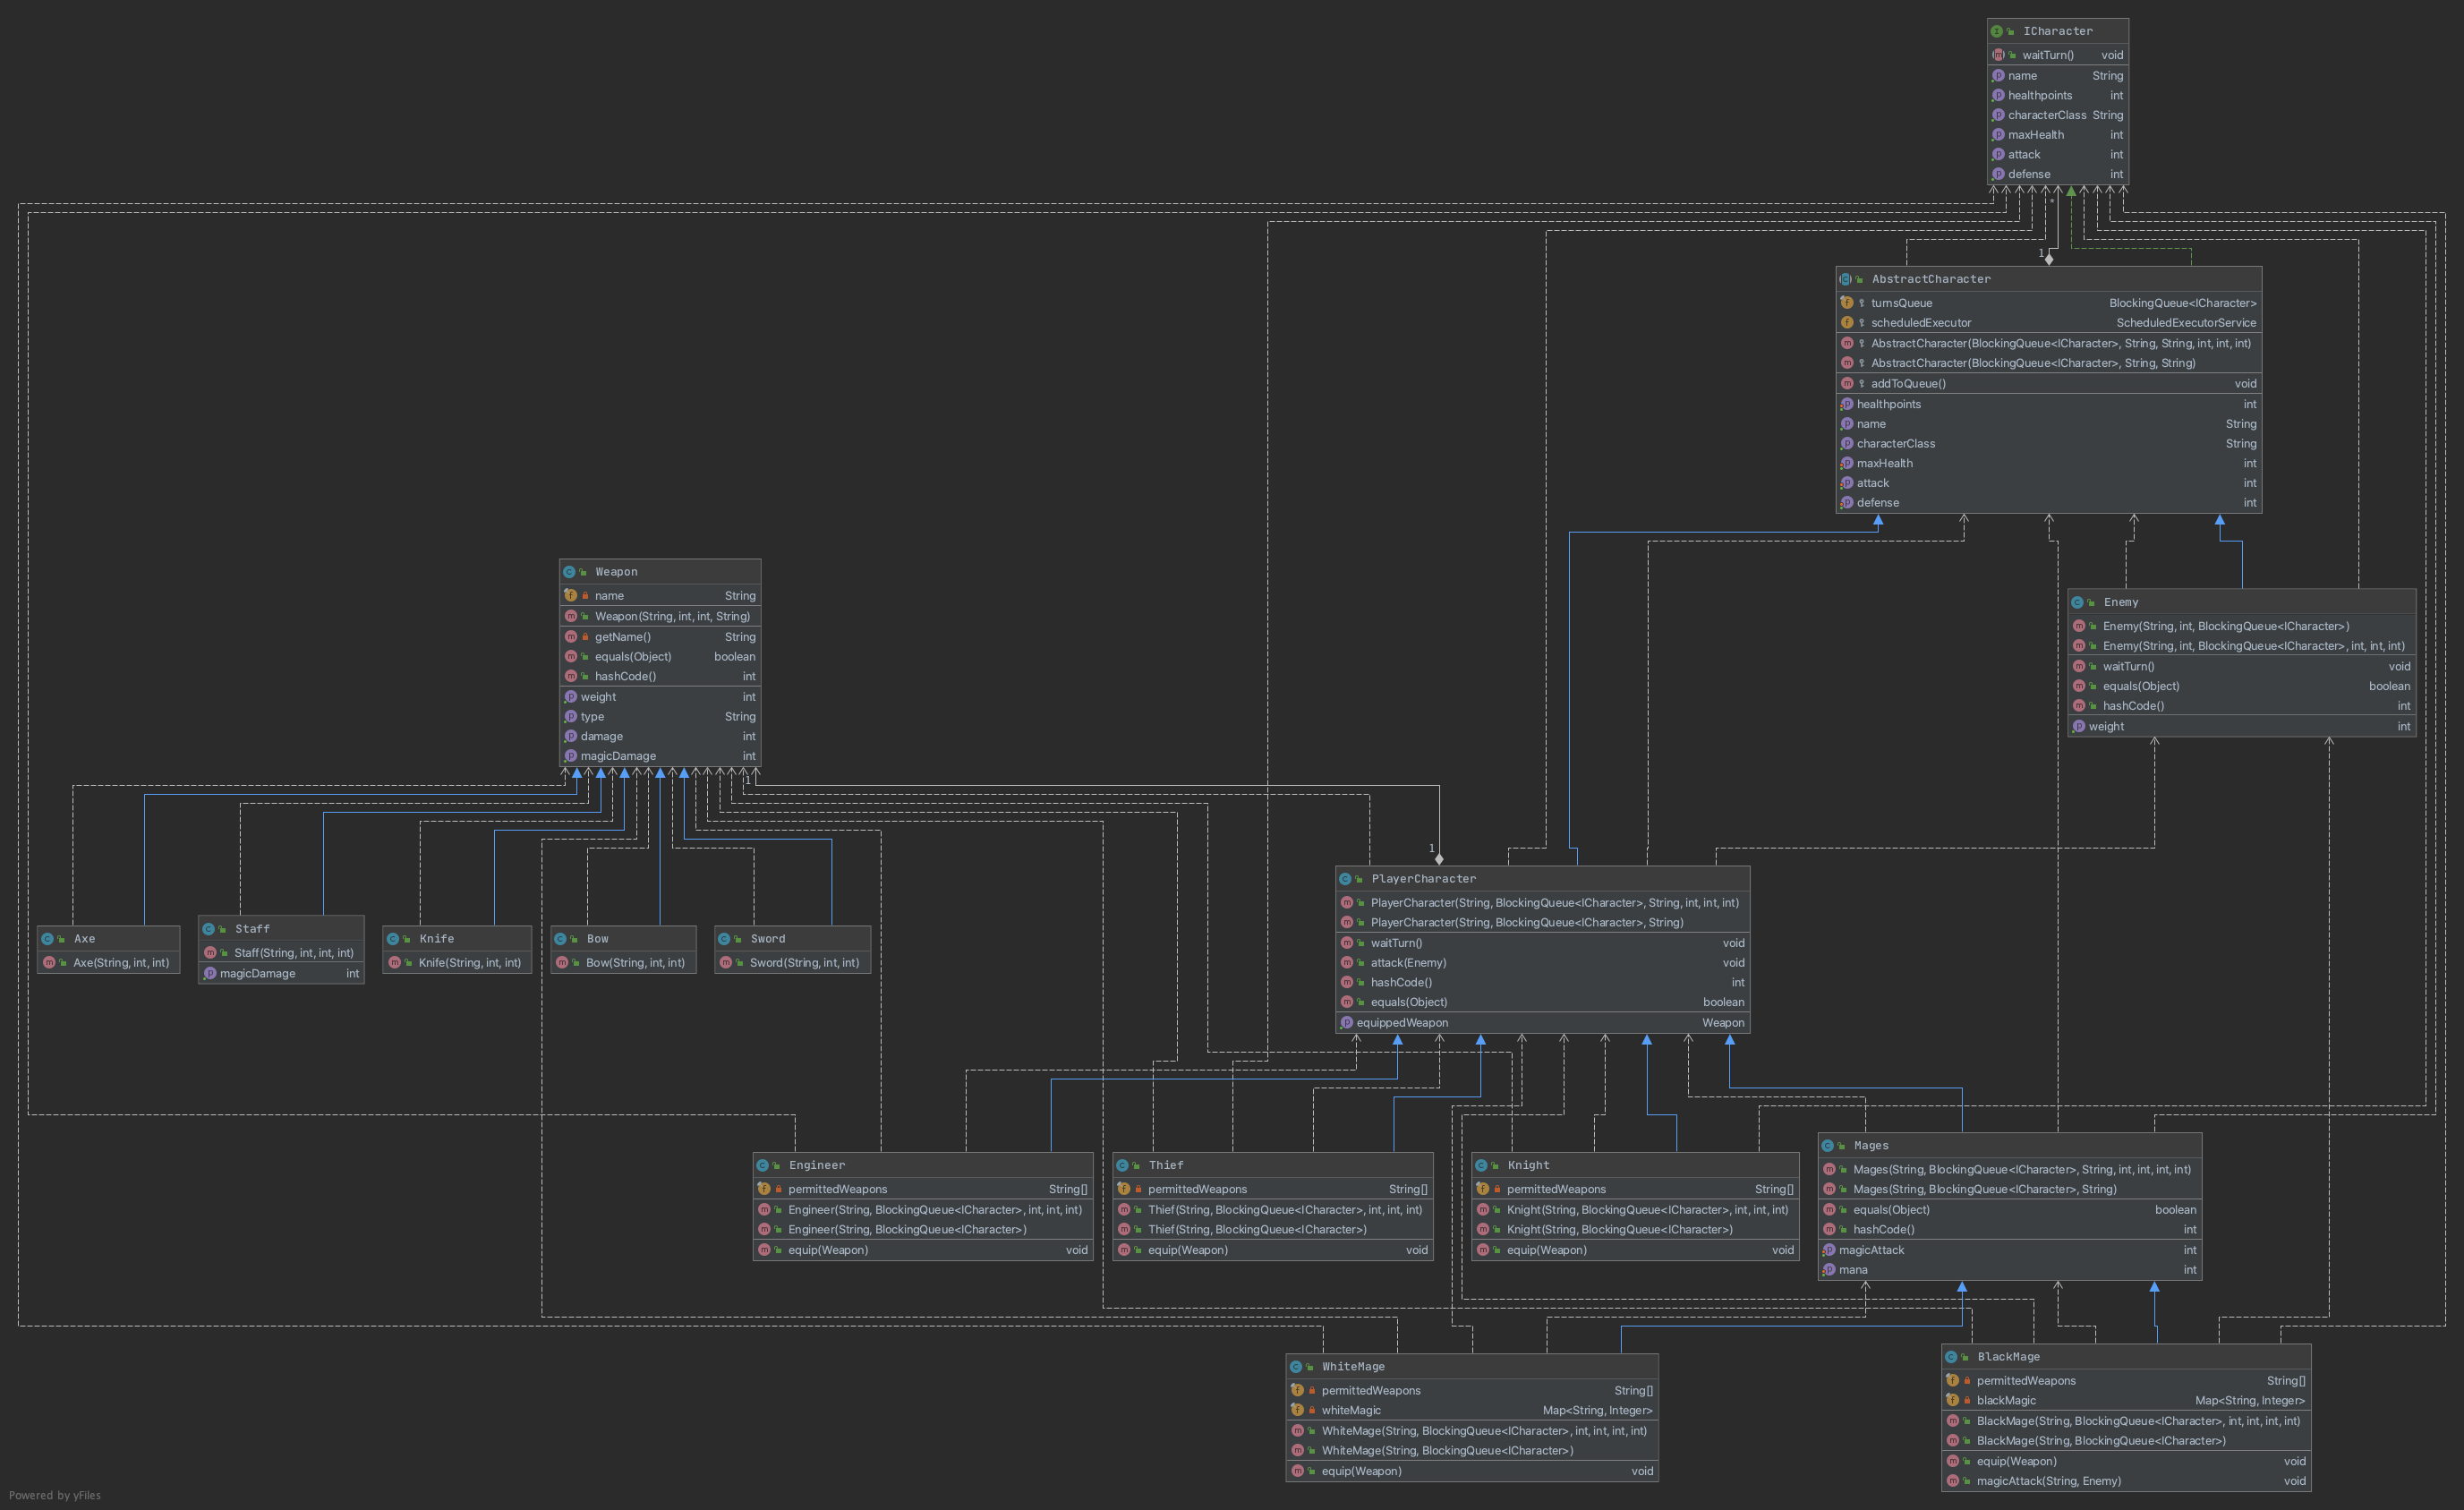 ICharacter
waitTurn() void
name String
healthpoints int
characterClass String
maxHealth int
attack int
defense int
*
1
AbstractCharacter
turnsQueue BlockingQueue<ICharacter>
scheduledExecutor ScheduledExecutorService
AbstractCharacter(BlockingQueue<ICharacter>, String, String, int, int, int)
AbstractCharacter(BlockingQueue<ICharacter>, String, String)
addToQueue() void
healthpoints int
name String
characterClass String
maxHealth int
attack int
defense int
Weapon
name String
Weapon(String, int, int, String)
getName() String
equals(Object) boolean
hashCode() int
weight int
type String
damage int
magicDamage int
1
Enemy
Enemy(String, int, BlockingQueue<ICharacter>)
Enemy(String, int, BlockingQueue<ICharacter>, int, int, int)
waitTurn() void
equals(Object) boolean
hashCode() int
weight int
1
PlayerCharacter
PlayerCharacter(String, BlockingQueue<ICharacter>, String, int, int, int)
PlayerCharacter(String, BlockingQueue<ICharacter>, String)
waitTurn() void
attack(Enemy) void
hashCode() int
equals(Object) boolean
equippedWeapon Weapon
Axe
Axe(String, int, int)
Staff
Staff(String, int, int, int)
magicDamage int
Knife
Knife(String, int, int)
Bow
Bow(String, int, int)
Sword
Sword(String, int, int)
Engineer
permittedWeapons String[]
Engineer(String, BlockingQueue<ICharacter>, int, int, int)
Engineer(String, BlockingQueue<ICharacter>)
equip(Weapon) void
Thief
permittedWeapons String[]
Thief(String, BlockingQueue<ICharacter>, int, int, int)
Thief(String, BlockingQueue<ICharacter>)
equip(Weapon) void
Knight
permittedWeapons String[]
Knight(String, BlockingQueue<ICharacter>, int, int, int)
Knight(String, BlockingQueue<ICharacter>)
equip(Weapon) void
Mages
Mages(String, BlockingQueue<ICharacter>, String, int, int, int, int)
Mages(String, BlockingQueue<ICharacter>, String)
equals(Object) boolean
hashCode() int
magicAttack int
mana int
WhiteMage
permittedWeapons String[]
whiteMagic Map<String, Integer>
WhiteMage(String, BlockingQueue<ICharacter>, int, int, int, int)
WhiteMage(String, BlockingQueue<ICharacter>)
equip(Weapon) void
BlackMage
permittedWeapons String[]
blackMagic Map<String, Integer>
BlackMage(String, BlockingQueue<ICharacter>, int, int, int, int)
BlackMage(String, BlockingQueue<ICharacter>)
equip(Weapon) void
magicAttack(String, Enemy) void
Powered by yFiles